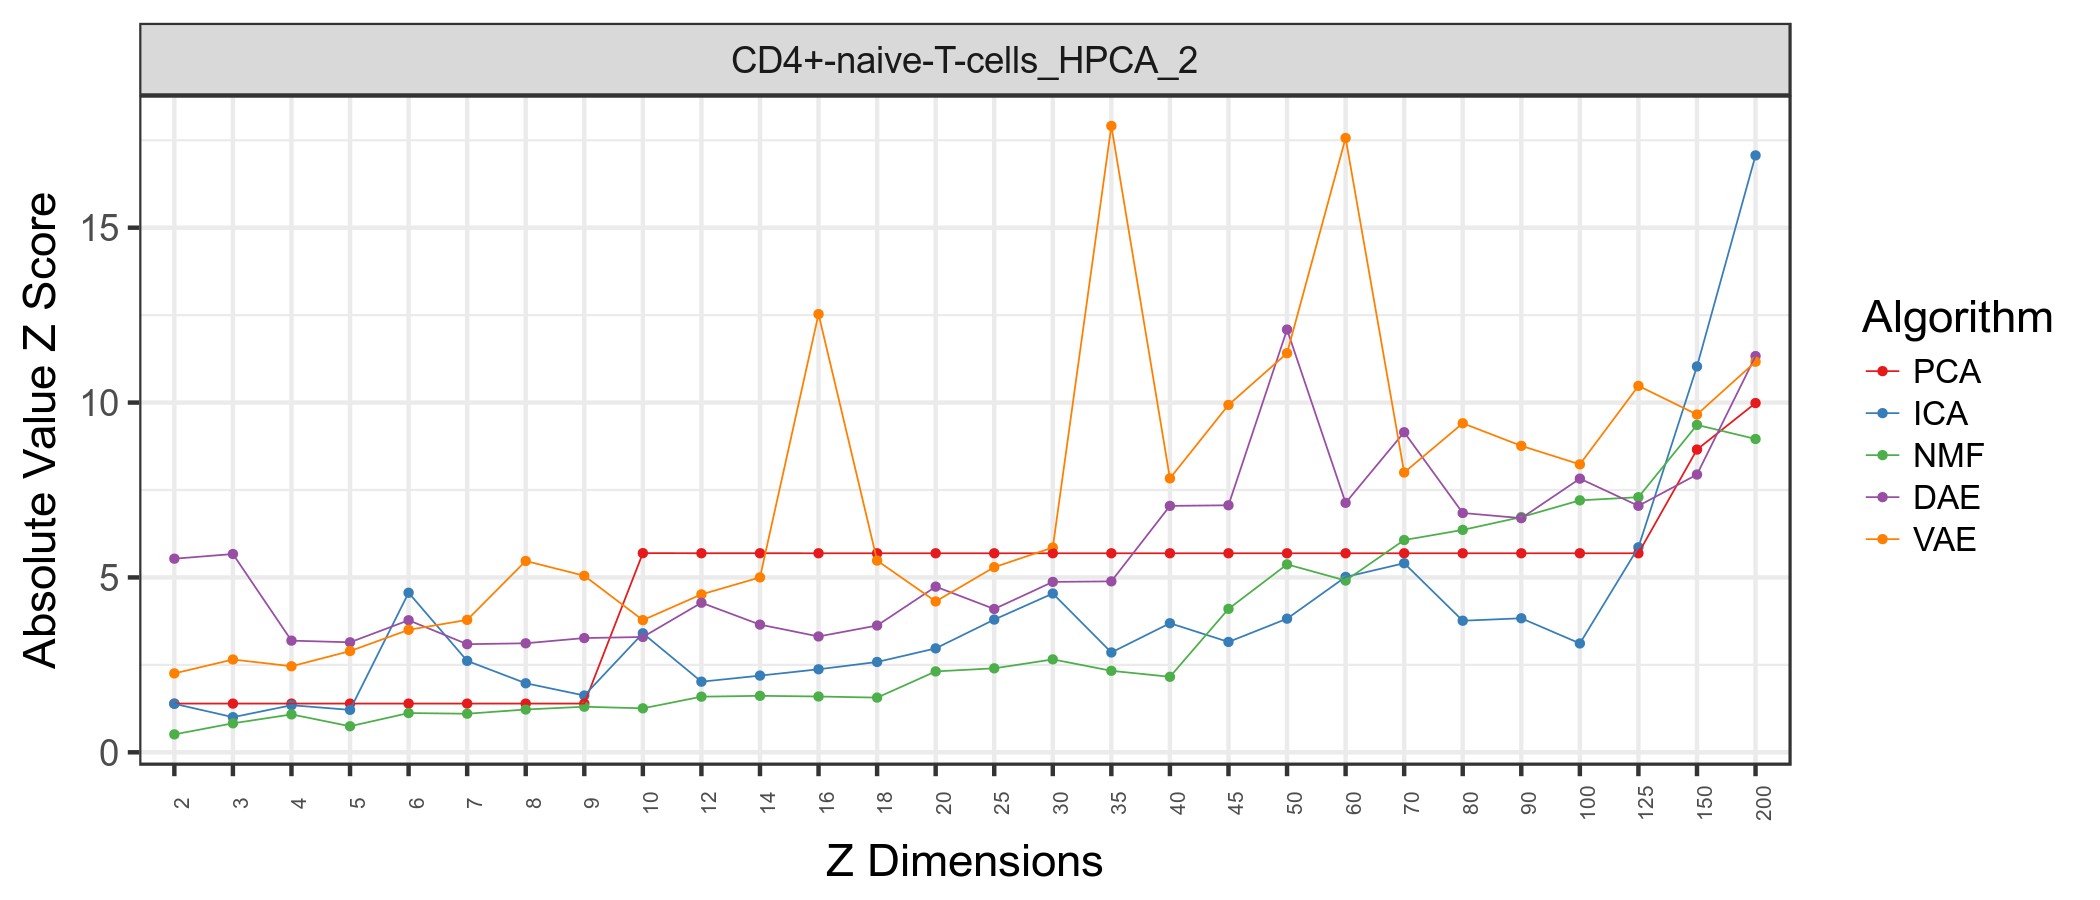 CD4+-naive-T-cells_HPCA_2
Absolute Value Z Score
15
10
5
0
2 3 4 5 6 7 8 9 10 12 14 16 18 20 25 30 35 40 45 50 60 70 80 90 100 125 150 200
Z Dimensions
Algorithm
PCA
ICA
NMF
DAE
VAE